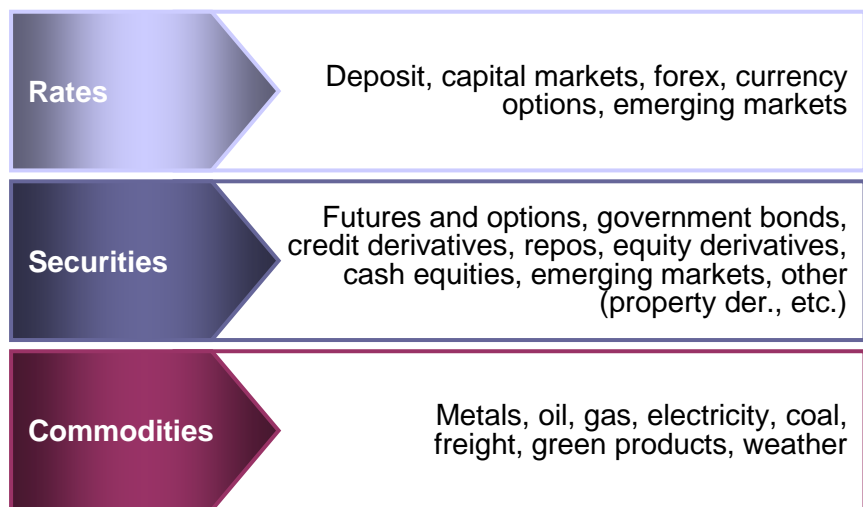 Rates
Deposit, capital markets, forex, currency
options, emerging markets
Securities
Futures and options, government bonds,
credit derivatives, repos, equity derivatives,
cash equities, emerging markets, other
(property der., etc.)
Commodities
Metals, oil, gas, electricity, coal,
freight, green products, weather